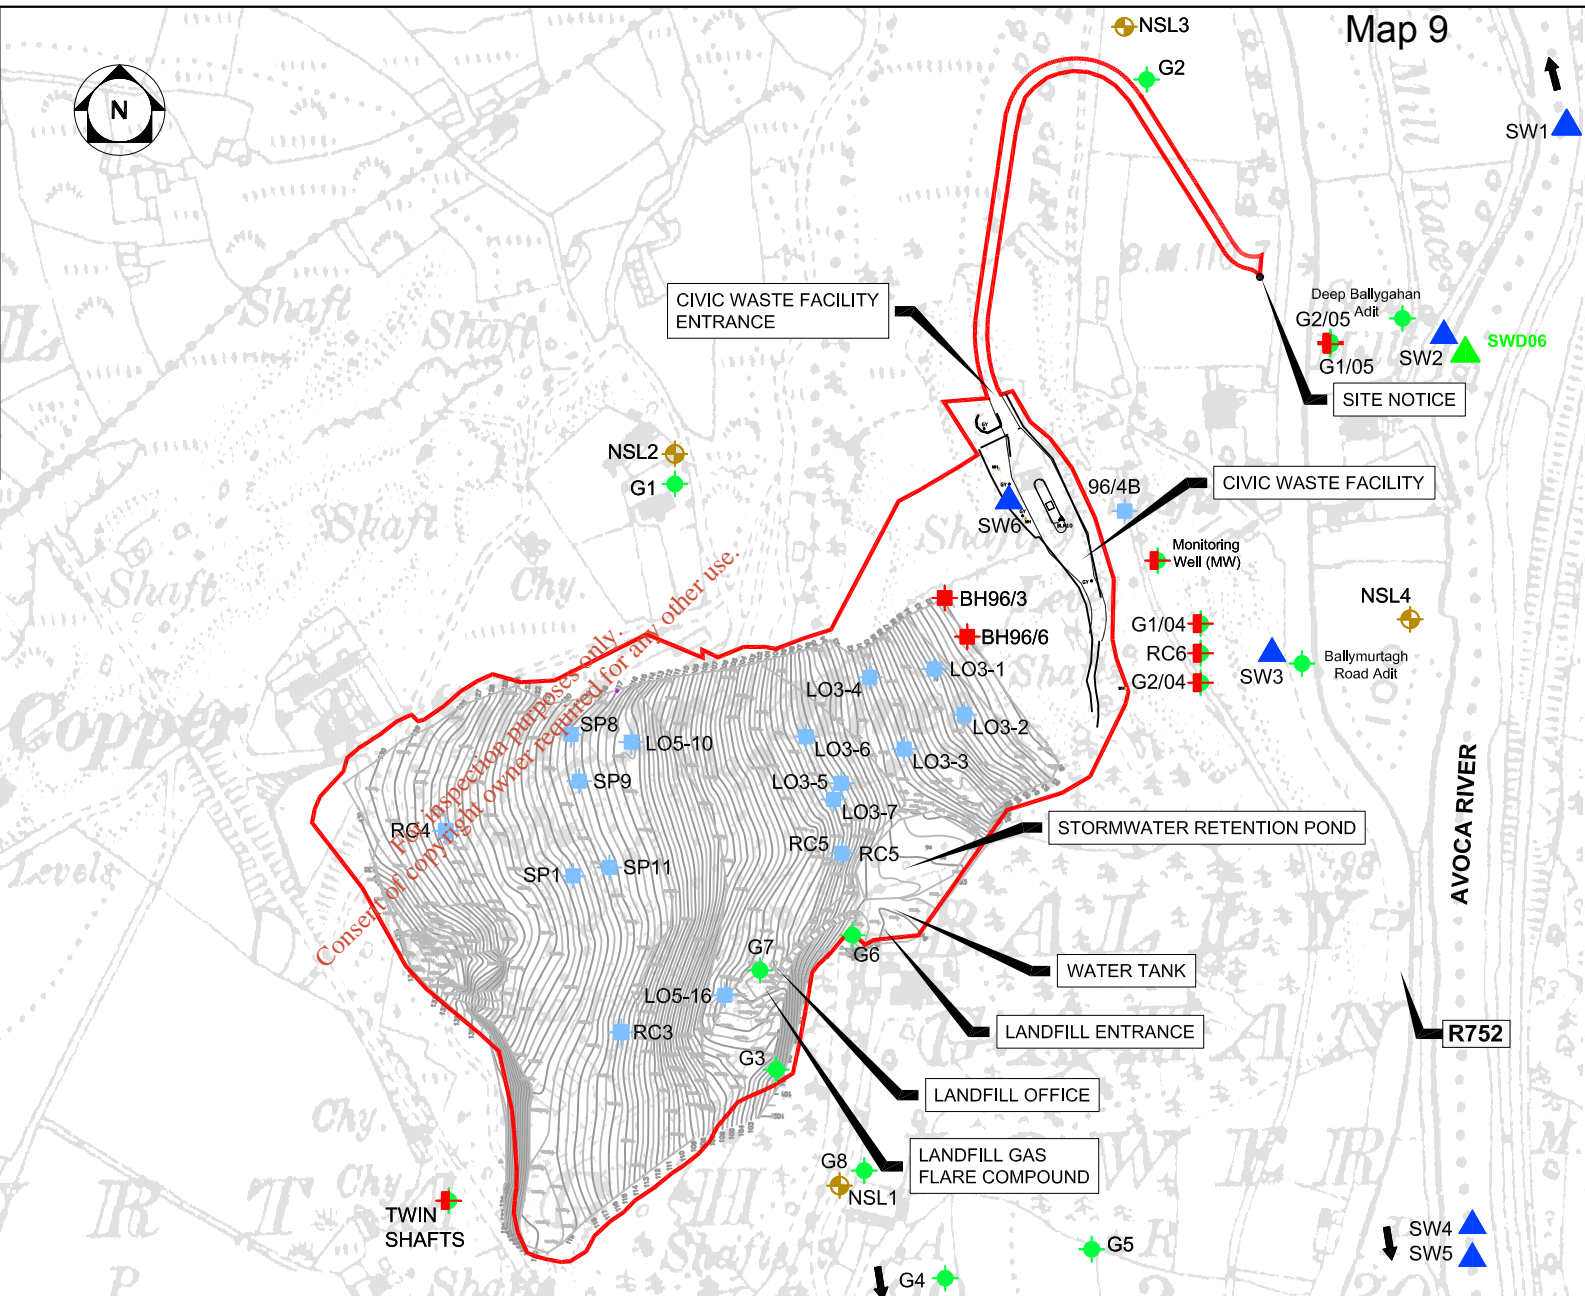 Map 9
N
NSL3
G2
SW1
Mill
Race
CIVIC WASTE FACILITY
ENTRANCE
Shaft
Deep Ballygahan
Adit
G2/05
G1/05
SW2
SWD06
SITE NOTICE
NSL2
G1
96/4B
CIVIC WASTE FACILITY
SW6
Shaft
Monitoring
Well (MW)
Chy.
BH96/3
BH96/6
NSL4
G1/04
RC6
G2/04
SW3
Ballymurtagh
Road Adit
LO3-1
LO3-4
LO3-2
SP8
LO5-10
LO3-6
LO3-3
Copper
SP9
LO3-5
LO3-7
RC4
RC5
RC5
STORMWATER RETENTION POND
AVOCA RIVER
Levels
SP1
SP11
For inspection purposes only.
Consent of copyright owner required for any other use.
G6
G7
WATER TANK
LO5-16
RC3
LANDFILL ENTRANCE
R752
G3
LANDFILL OFFICE
Chy.
LANDFILL GAS
FLARE COMPOUND
G8
NSL1
TWIN
SHAFTS
G5
G4
SW4
SW5